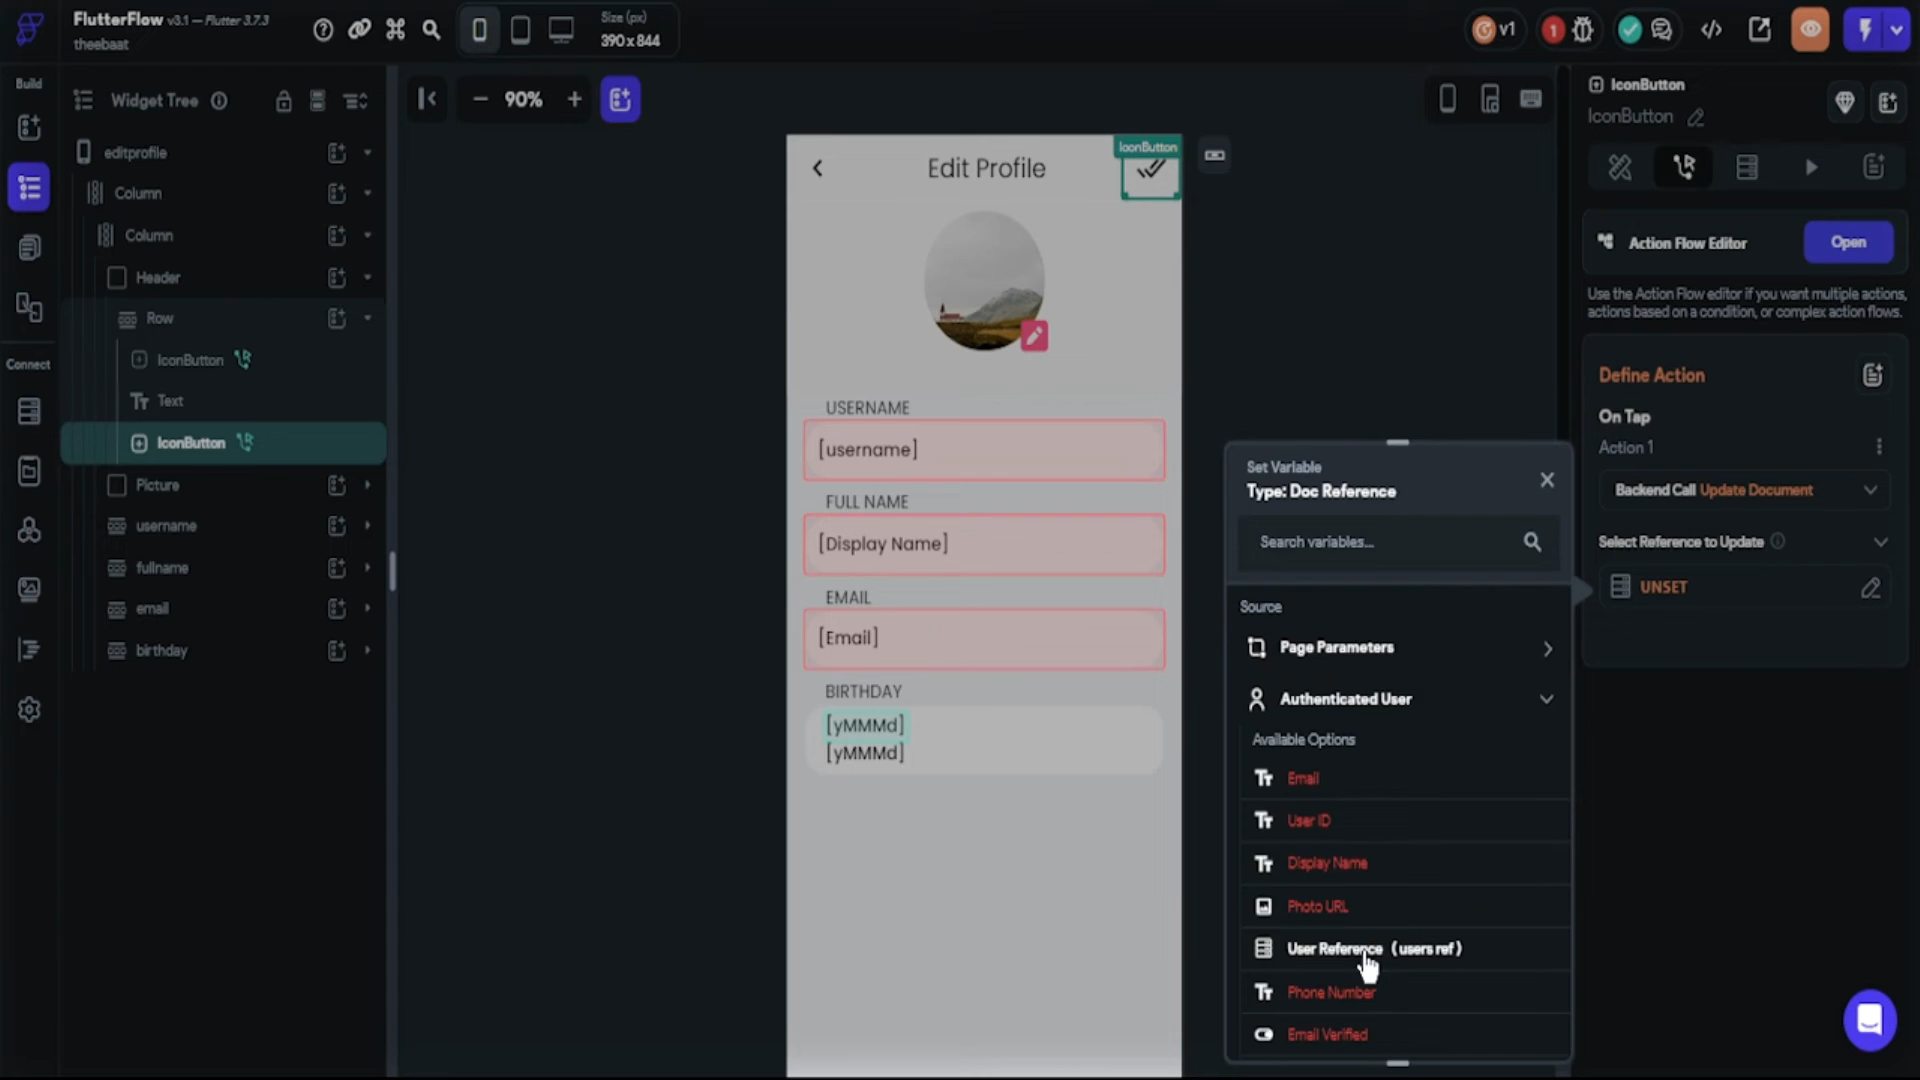 FlutterFlow v3.1 — Flutter 3.7.3
theebaat
Size (px)
390 x 844
v1
1
Build
Connect
Widget Tree
editprofile
Column
Column
Header
Row
IconButton
Text
IconButton
Picture
username
fullname
email
birthday
90%
IconButton
Edit Profile
USERNAME
[username]
FULL NAME
[Display Name]
EMAIL
[Email]
BIRTHDAY
[yMMMd]
[yMMMd]
Set Variable
Type: Doc Reference
Search variables...
Source
Page Parameters
Authenticated User
Available Options
Email
User ID
Display Name
Photo URL
User Reference (users ref)
Phone Number
Email Verified
IconButton
IconButton
Action Flow Editor
Open
Use the Action Flow editor if you want multiple actions,
actions based on a condition, or complex action flows.
Define Action
On Tap
Action 1
Backend Call Update Document
Select Reference to Update
UNSET